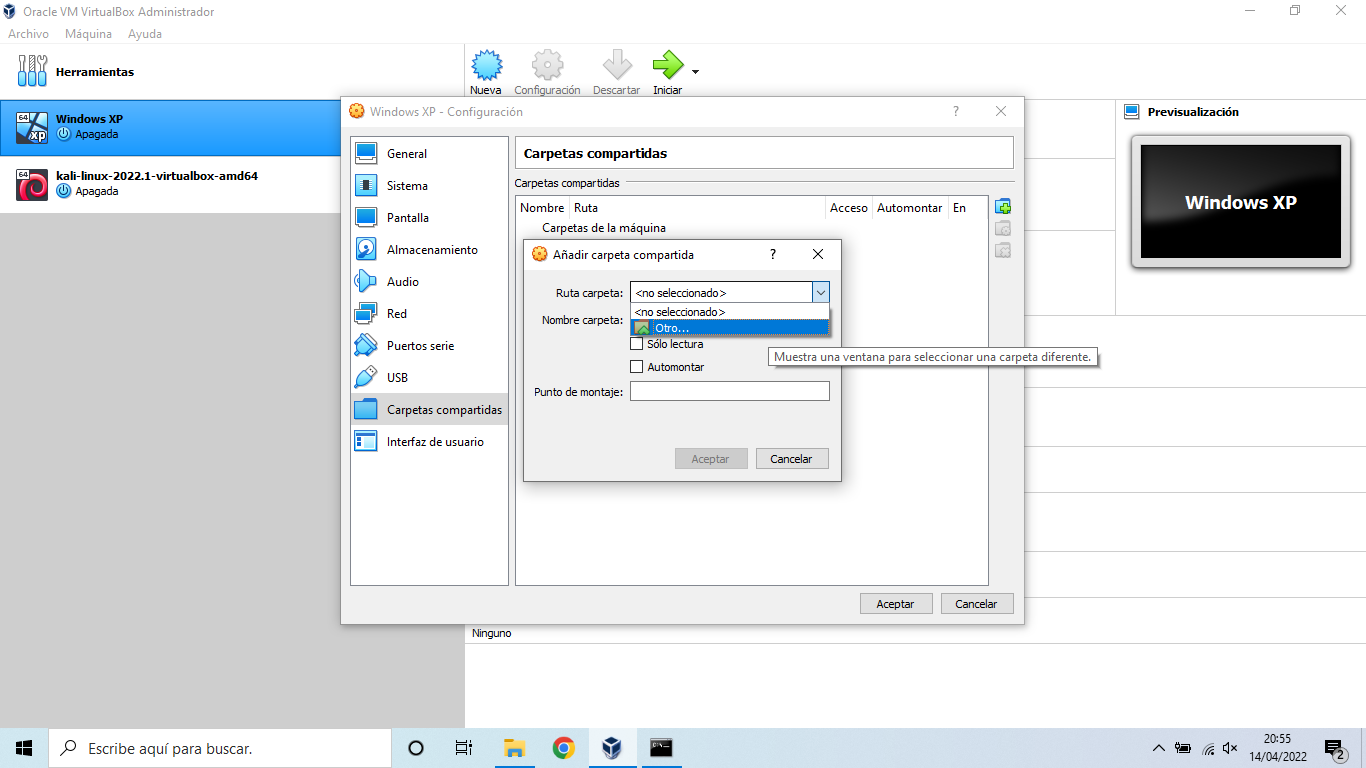 Oracle VM VirtualBox Administrador
Archivo Máquina Ayuda
Herramientas
Nueva Configuración Descartar Iniciar
64 xp Windows XP
Apagada
64 kali-linux-2022.1-virtualbox-amd64
Apagada
Previsualización
Windows XP
Windows XP - Configuración ?
General
Sistema
Pantalla
Almacenamiento
Audio
Red
Puertos serie
USB
Carpetas compartidas
Interfaz de usuario
Carpetas compartidas
Carpetas compartidas
Nombre Ruta Acceso Automontar En
Carpetas de la máquina
Añadir carpeta compartida ?
Ruta carpeta: <no seleccionado>
<no seleccionado>
Nombre carpeta: Otro...
Sólo lectura
Muestra una ventana para seleccionar una carpeta diferente.
Automontar
Punto de montaje:
Aceptar Cancelar
Aceptar Cancelar
Ninguno
Escribe aquí para buscar.
20:55
14/04/2022
2